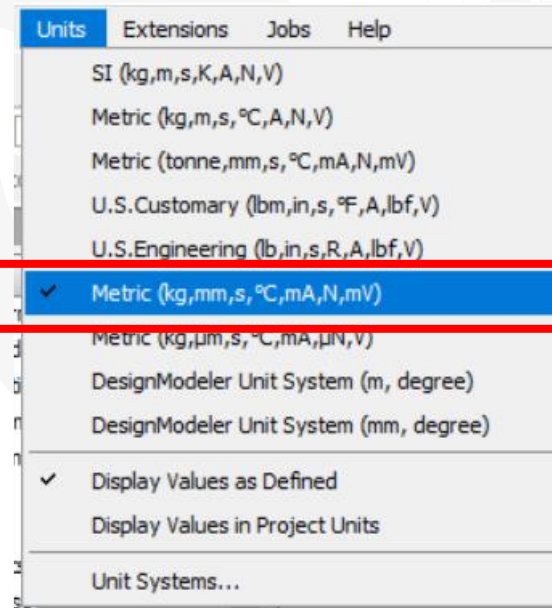 Units Extensions Jobs Help
SI (kg,m,s,K,A,N,V)
Metric (kg,m,s,°C,A,N,V)
Metric (tonne,mm,s,°C,mA,N,mV)
U.S.Customary (lbm,in,s,°F,A,lbf,V)
U.S.Engineering (lb,in,s,R,A,lbf,V)
✓ Metric (kg,mm,s,°C,mA,N,mV)
Metric (kg,µm,s,°C,mA,µN,V)
DesignModeler Unit System (m, degree)
DesignModeler Unit System (mm, degree)
✓ Display Values as Defined
Display Values in Project Units
Unit Systems...